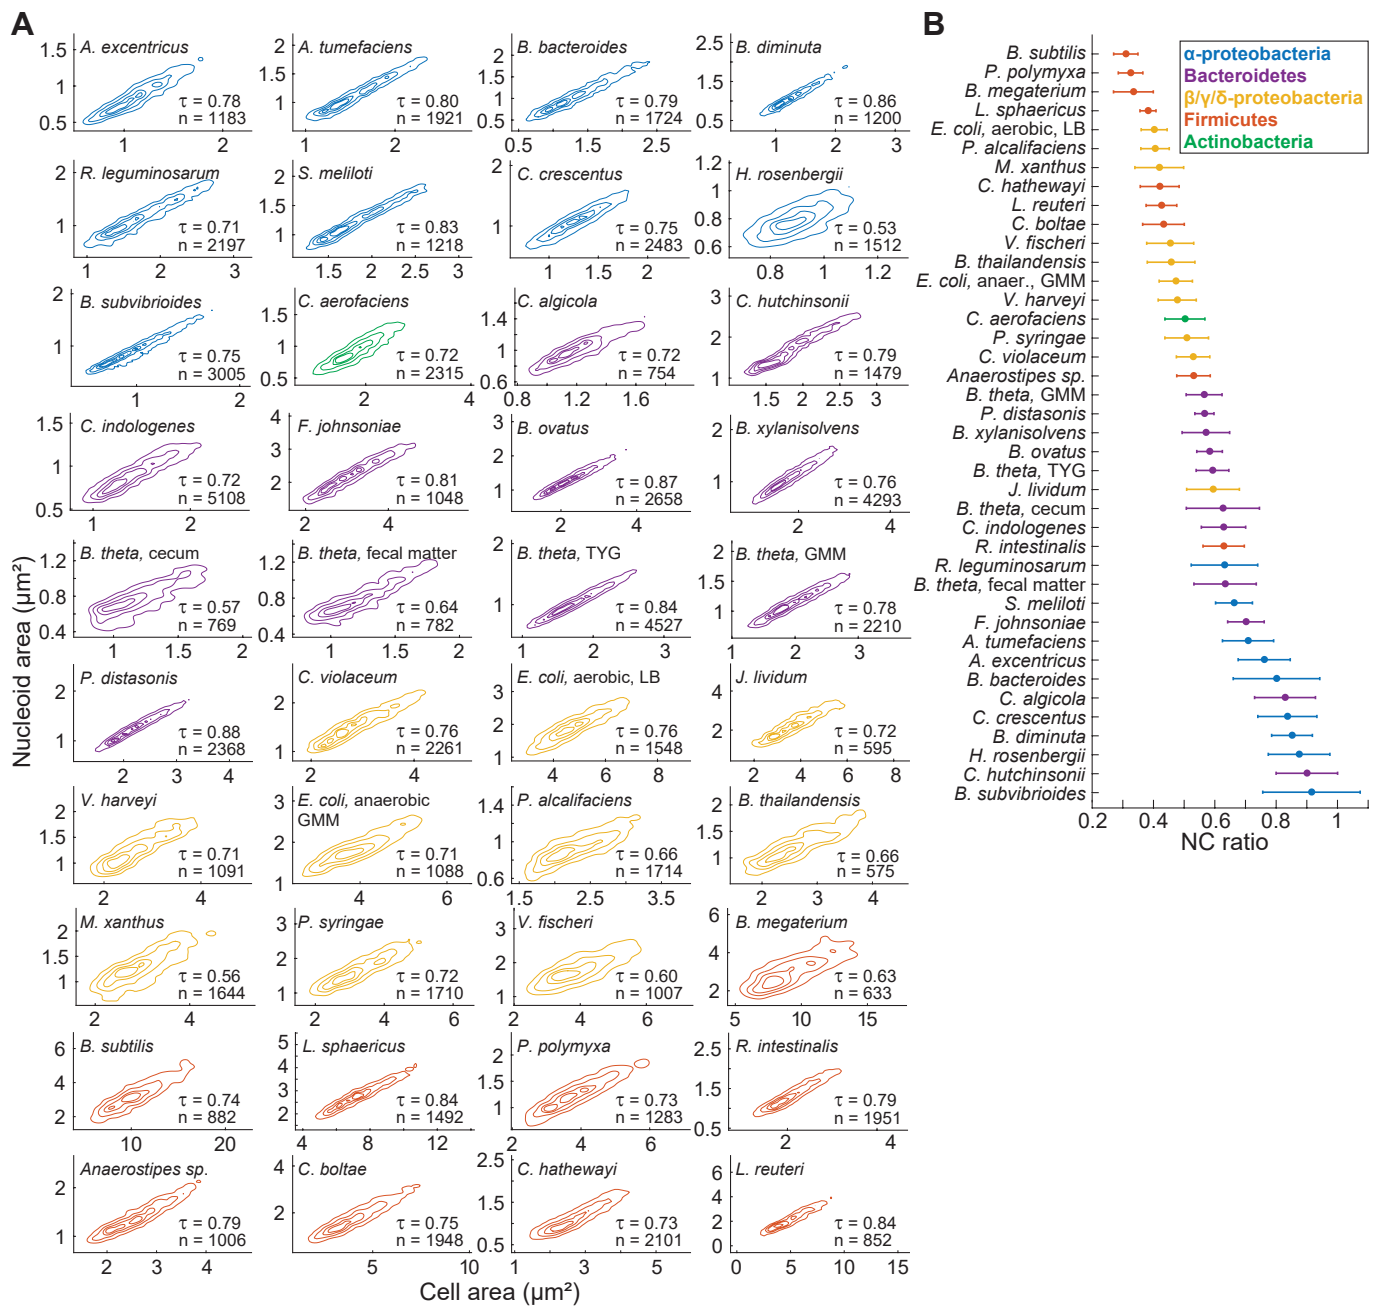 A
B
Nucleoid area (µm²)
Cell area (µm²)
A. excentricus
τ = 0.78
n = 1183
1.5
1
0.5
1
2
A. tumefaciens
τ = 0.80
n = 1921
2
1
1
2
B. bacteroides
τ = 0.79
n = 1724
2
1.5
1
0.5
0.5
1
1.5
2
2.5
B. diminuta
τ = 0.86
n = 1200
2.5
1.5
0.5
1
2
3
R. leguminosarum
τ = 0.71
n = 2197
2
1
1
2
3
S. meliloti
τ = 0.83
n = 1218
2
1.5
1
1.5
2
2.5
3
C. crescentus
τ = 0.75
n = 2483
2
1
1
1.5
2
H. rosenbergii
τ = 0.53
n = 1512
1.2
1
0.8
0.6
0.8
1
1.2
B. subvibrioides
τ = 0.75
n = 3005
2
1
1
2
C. aerofaciens
τ = 0.72
n = 2315
1.5
1
0.5
2
4
C. algicola
τ = 0.72
n = 754
1.4
1
0.6
0.8
1.2
1.6
C. hutchinsonii
τ = 0.79
n = 1479
3
2
1
1.5
2
2.5
3
C. indologenes
τ = 0.72
n = 5108
1.5
1
0.5
1
2
F. johnsoniae
τ = 0.81
n = 1048
4
3
2
2
4
B. ovatus
τ = 0.87
n = 2658
3
2
1
2
4
B. xylanisolvens
τ = 0.76
n = 4293
2
1
2
4
B. theta, cecum
τ = 0.57
n = 769
1.2
0.8
0.4
1
1.5
2
B. theta, fecal matter
τ = 0.64
n = 782
1.2
0.8
0.4
1
1.5
2
B. theta, TYG
τ = 0.84
n = 4527
2
1
1
2
3
B. theta, GMM
τ = 0.78
n = 2210
2
1.5
1
1
2
3
P. distasonis
τ = 0.88
n = 2368
2
1
2
3
4
C. violaceum
τ = 0.76
n = 2261
2
1
2
4
E. coli, aerobic, LB
τ = 0.76
n = 1548
3
2
1
4
6
8
J. lividum
τ = 0.72
n = 595
4
2
2
4
6
8
V. harveyi
τ = 0.71
n = 1091
2
1.5
1
2
4
E. coli, anaerobic
GMM
τ = 0.71
n = 1088
3
2
1
4
6
P. alcalifaciens
τ = 0.66
n = 1714
1.4
1
0.6
1.5
2.5
3.5
B. thailandensis
τ = 0.66
n = 575
2
1.5
1
2
3
4
M. xanthus
τ = 0.56
n = 1644
2
1.5
1
2
4
P. syringae
τ = 0.72
n = 1710
3
2
1
2
4
6
V. fischeri
τ = 0.60
n = 1007
3
2
1
2
4
6
B. megaterium
τ = 0.63
n = 633
6
4
2
5
10
15
B. subtilis
τ = 0.74
n = 882
6
4
2
10
20
L. sphaericus
τ = 0.84
n = 1492
5
4
3
2
4
8
12
P. polymyxa
τ = 0.73
n = 1283
2
1.5
1
2
4
6
R. intestinalis
τ = 0.79
n = 1951
2.5
1.5
0.5
2
4
Anaerostipes sp.
τ = 0.79
n = 1006
2
1
2
3
4
C. boltae
τ = 0.75
n = 1948
4
2
5
10
C. hathewayi
τ = 0.73
n = 2101
2.5
1.5
0.5
1
3
5
L. reuteri
τ = 0.84
n = 852
6
4
2
0
0
5
10
15
α-proteobacteria
Bacteroidetes
β/γ/δ-proteobacteria
Firmicutes
Actinobacteria
B. subtilis
P. polymyxa
B. megaterium
L. sphaericus
E. coli, aerobic, LB
P. alcalifaciens
M. xanthus
C. hathewayi
L. reuteri
C. boltae
V. fischeri
B. thailandensis
E. coli, anaer., GMM
V. harveyi
C. aerofaciens
P. syringae
C. violaceum
Anaerostipes sp.
B. theta, GMM
P. distasonis
B. xylanisolvens
B. ovatus
B. theta, TYG
J. lividum
B. theta, cecum
C. indologenes
R. intestinalis
R. leguminosarum
B. theta, fecal matter
S. meliloti
F. johnsoniae
A. tumefaciens
A. excentricus
B. bacteroides
C. algicola
C. crescentus
B. diminuta
H. rosenbergii
C. hutchinsonii
B. subvibrioides
0.2
0.4
0.6
0.8
1
NC ratio